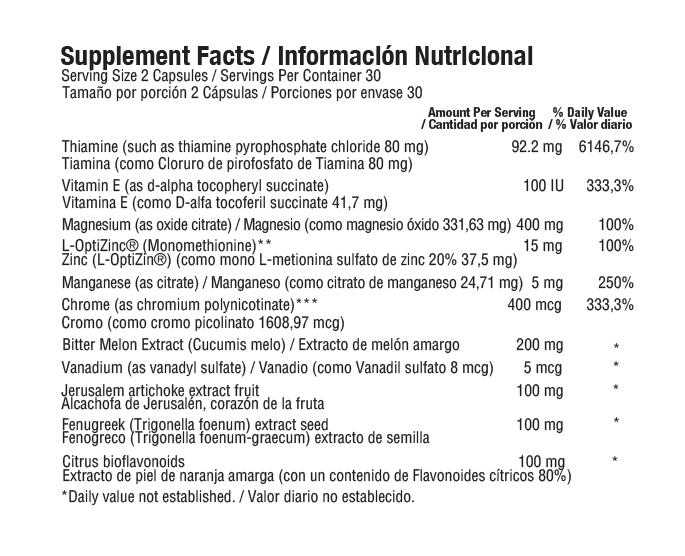 Supplement Facts / Información Nutricional
Serving Size 2 Capsules / Servings Per Container 30
Tamaño por porción 2 Cápsulas / Porciones por envase 30
Amount Per Serving % Daily Value
/ Cantidad por porción / % Valor diario
Thiamine (such as thiamine pyrophosphate chloride 80 mg) 92.2 mg 6146,7%
Tiamina (como Cloruro de pirofosfato de Tiamina 80 mg)
Vitamin E (as d-alpha tocopheryl succinate) 100 IU 333,3%
Vitamina E (como D-alfa tocoferil succinate 41,7 mg)
Magnesium (as oxide citrate) / Magnesio (como magnesio óxido 331,63 mg) 400 mg 100%
L-OptiZinc® (Monomethionine)** 15 mg 100%
Zinc (L-OptiZin®) (como mono L-metionina sulfato de zinc 20% 37,5 mg)
Manganese (as citrate) / Manganeso (como citrato de manganeso 24,71 mg) 5 mg 250%
Chrome (as chromium polynicotinate)*** 400 mcg 333,3%
Cromo (como cromo picolinato 1608,97 mcg)
Bitter Melon Extract (Cucumis melo) / Extracto de melón amargo 200 mg *
Vanadium (as vanadyl sulfate) / Vanadio (como Vanadil sulfato 8 mcg) 5 mcg *
Jerusalem artichoke extract fruit 100 mg *
Alcachofa de Jerusalén, corazón de la fruta
Fenugreek (Trigonella foenum) extract seed 100 mg *
Fenogreco (Trigonella foenum-graecum) extracto de semilla
Citrus bioflavonoids 100 mg *
Extracto de piel de naranja amarga (con un contenido de Flavonoides cítricos 80%)
*Daily value not established. / Valor diario no establecido.